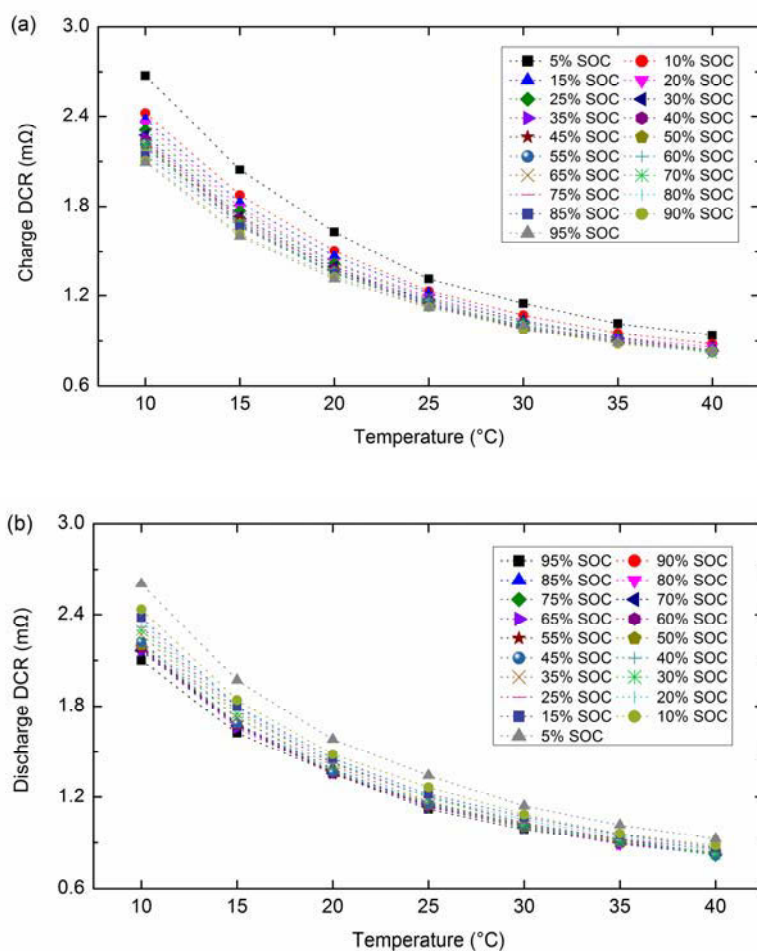 (a)
3.0
2.4
1.8
1.2
0.6
Charge DCR (mΩ)
5% SOC 10% SOC
15% SOC 20% SOC
25% SOC 30% SOC
35% SOC 40% SOC
45% SOC 50% SOC
55% SOC 60% SOC
65% SOC 70% SOC
75% SOC 80% SOC
85% SOC 90% SOC
95% SOC
10 15 20 25 30 35 40
Temperature (°C)
(b)
3.0
2.4
1.8
1.2
0.6
Discharge DCR (mΩ)
95% SOC 90% SOC
85% SOC 80% SOC
75% SOC 70% SOC
65% SOC 60% SOC
55% SOC 50% SOC
45% SOC 40% SOC
35% SOC 30% SOC
25% SOC 20% SOC
15% SOC 10% SOC
5% SOC
10 15 20 25 30 35 40
Temperature (°C)